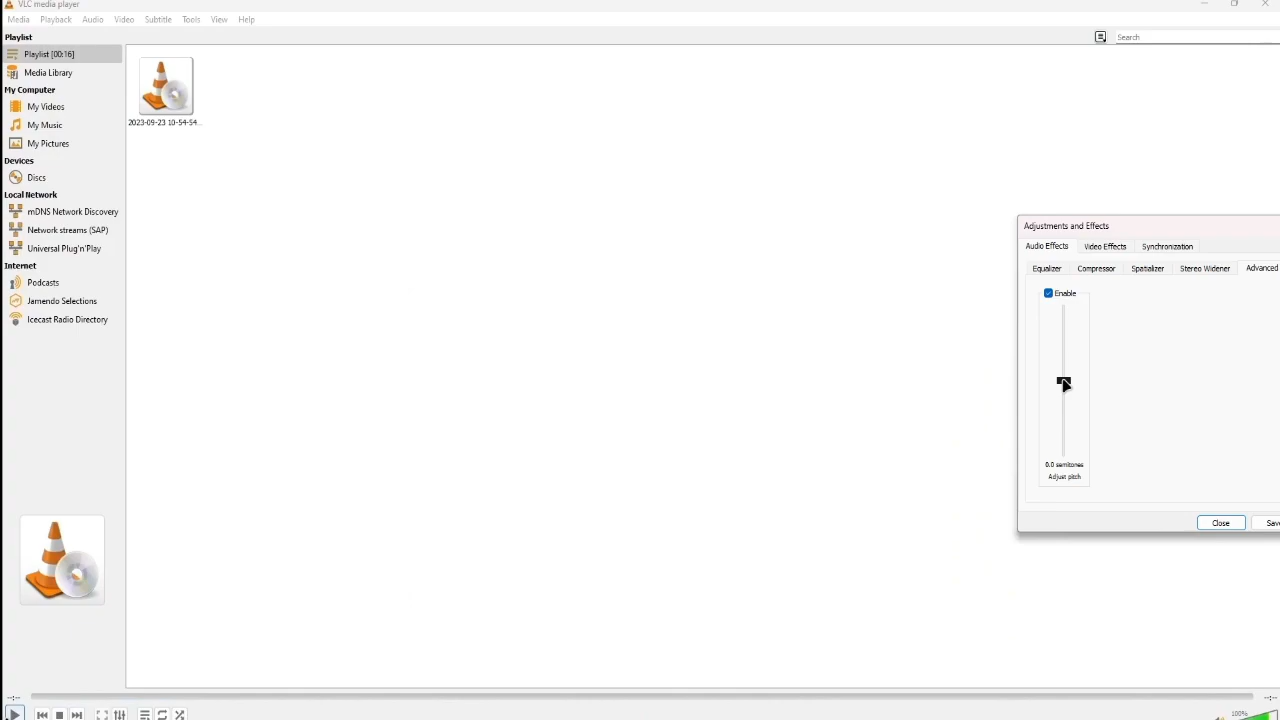 VLC media player
Media Playback Audio Video Subtitle Tools View Help
Playlist
Search
Playlist [00:16]
Media Library
My Computer
My Videos
My Music
My Pictures
Devices
Discs
Local Network
mDNS Network Discovery
Network streams (SAP)
Universal Plug'n'Play
Internet
Podcasts
Jamendo Selections
Icecast Radio Directory
2023-09-23 10-54-54...
Adjustments and Effects
Audio Effects Video Effects Synchronization
Equalizer Compressor Spatializer Stereo Widener Advanced
Enable
0.0 semitones
Adjust pitch
Close Save
--:-- --:--
100%